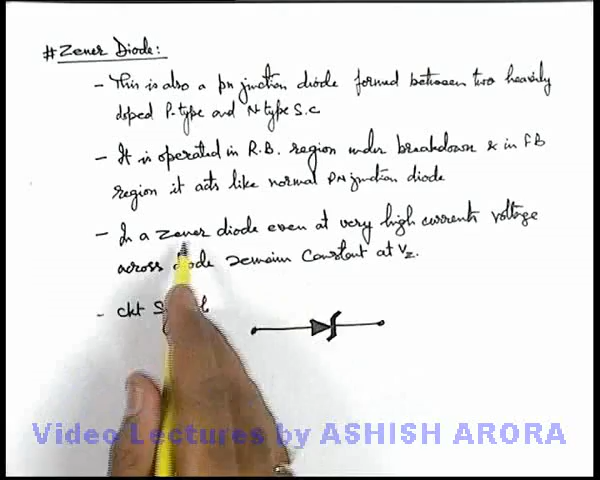 # Zener Diode:
- This is also a pn junction diode formed between two heavily
doped P-type and N-type S.C
- It is operated in R.B. region under breakdown & in FB
region it acts like normal PN junction diode
- In a zener diode even at very high currents voltage
across diode remain constant at Vz.
- ckt
Video Lectures by ASHISH ARORA